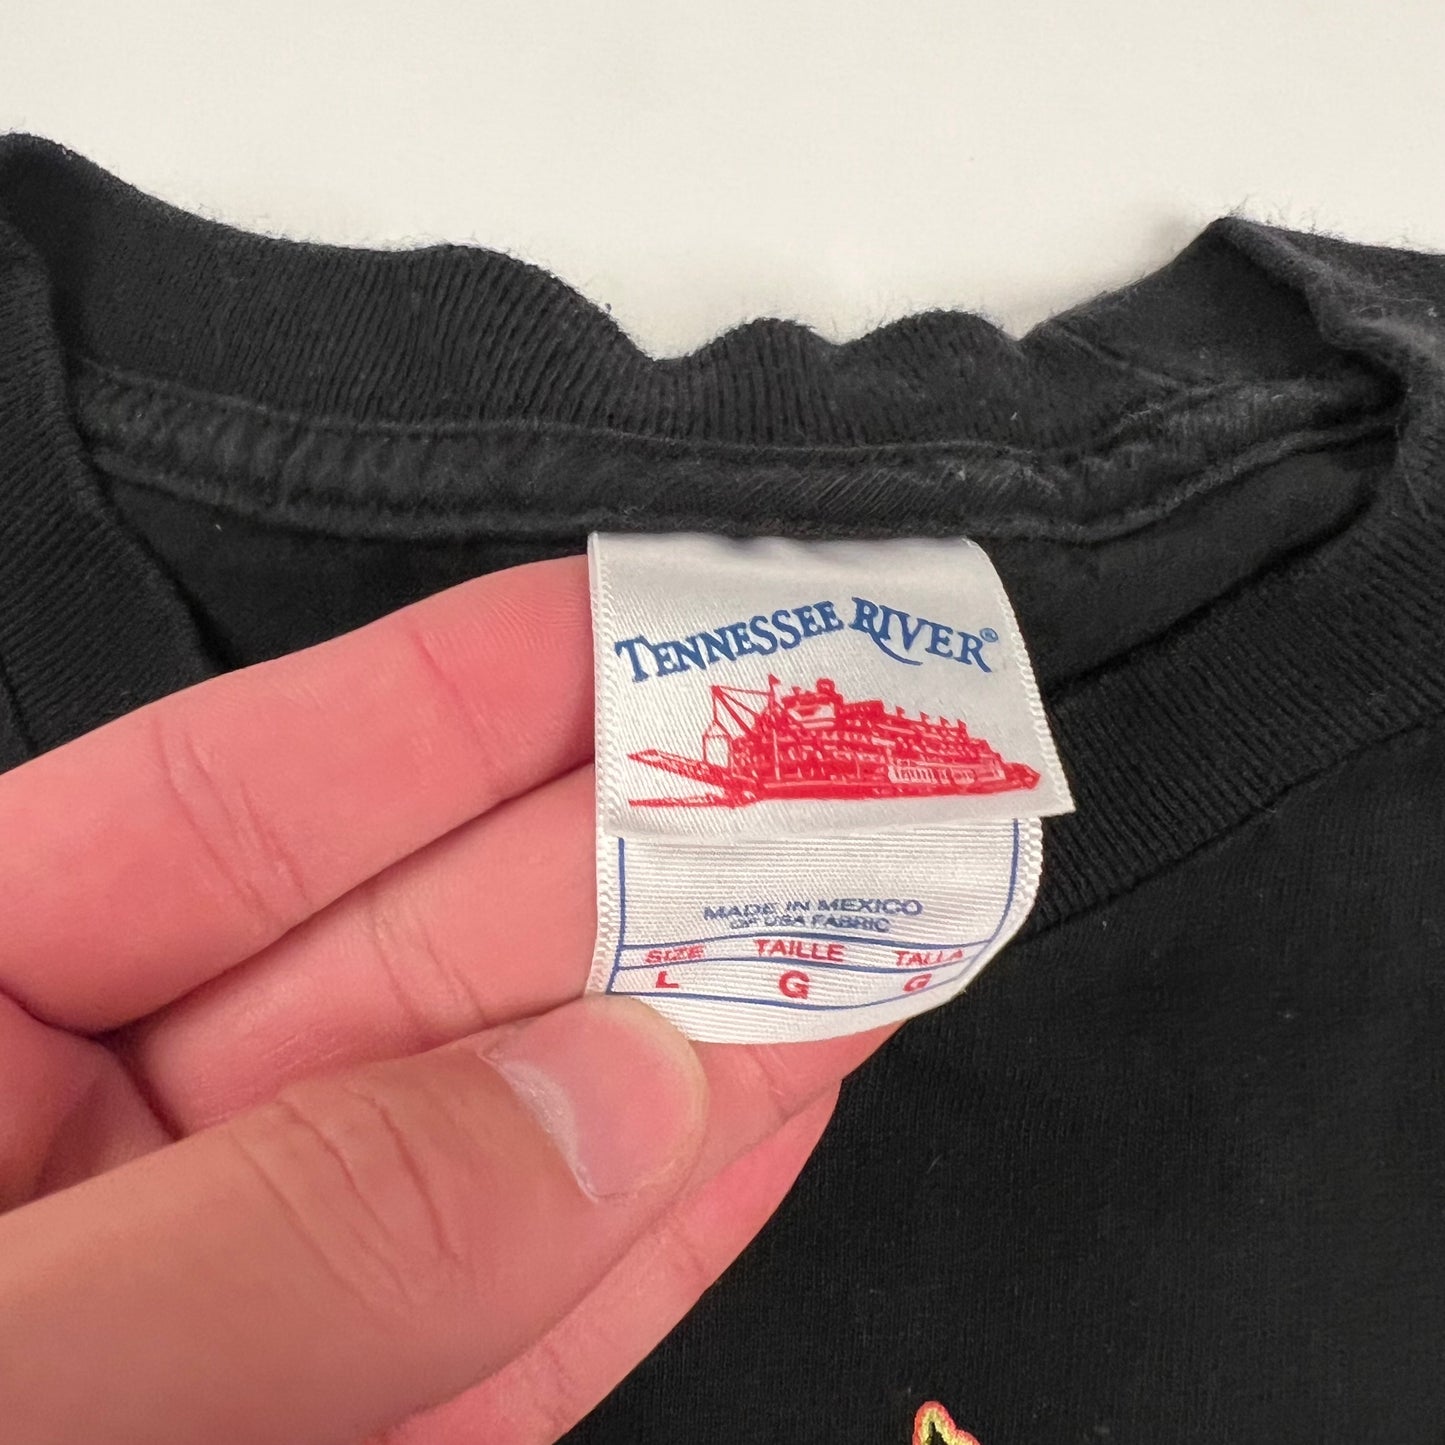 TENNESSEE RIVER®
MADE IN MEXICO
OF USA FABRIC
SIZE TAILLE TALLA
L G G